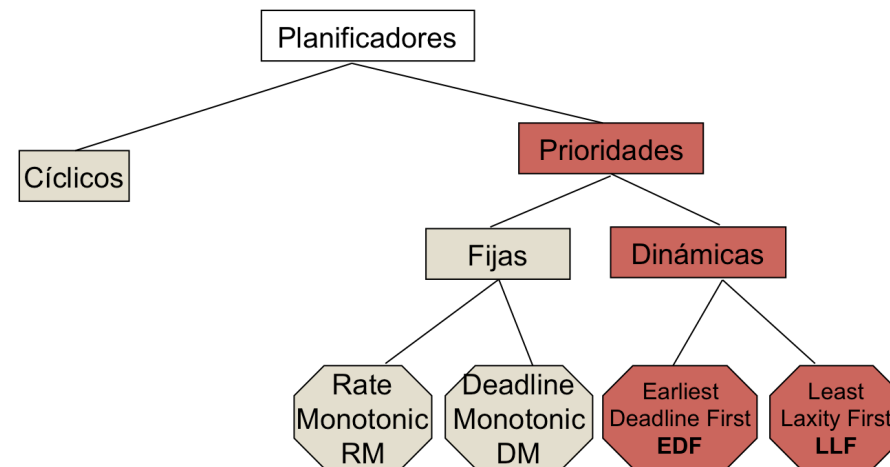 Planificadores
Cíclicos
Prioridades
Fijas
Dinámicas
Rate
Monotonic
RM
Deadline
Monotonic
DM
Earliest
Deadline First
EDF
Least
Laxity First
LLF